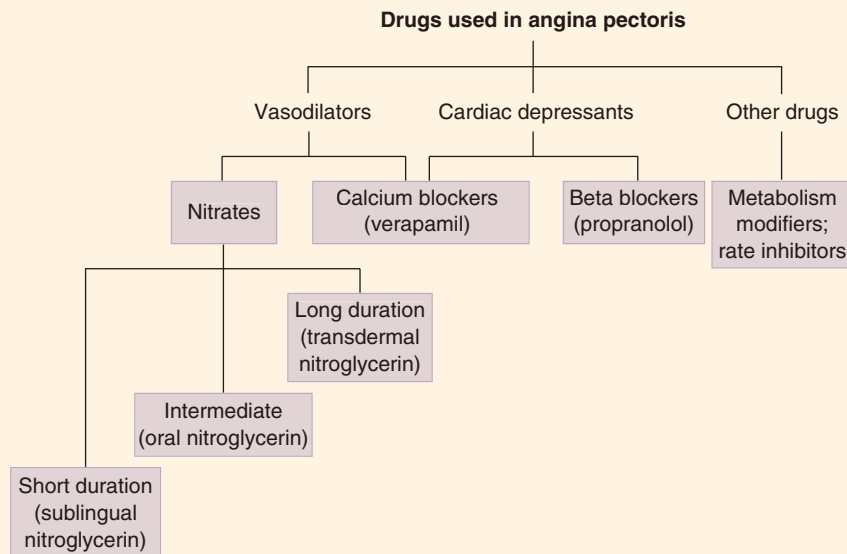 Drugs used in angina pectoris
Vasodilators
Cardiac depressants
Other drugs
Nitrates
Calcium blockers
(verapamil)
Beta blockers
(propranolol)
Metabolism
modifiers;
rate inhibitors
Long duration
(transdermal
nitroglycerin)
Intermediate
(oral nitroglycerin)
Short duration
(sublingual
nitroglycerin)